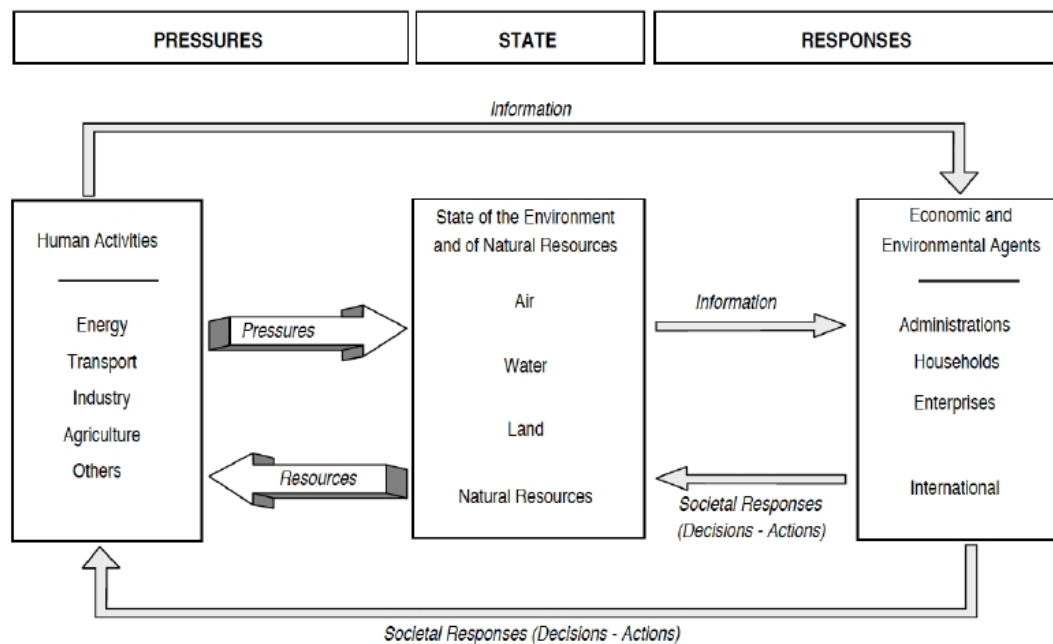 PRESSURES
STATE
RESPONSES
Information
Human Activities
Energy
Transport
Industry
Agriculture
Others
Pressures
Resources
State of the Environment
and of Natural Resources
Air
Water
Land
Natural Resources
Information
Societal Responses
(Decisions - Actions)
Economic and
Environmental Agents
Administrations
Households
Enterprises
International
Societal Responses (Decisions - Actions)